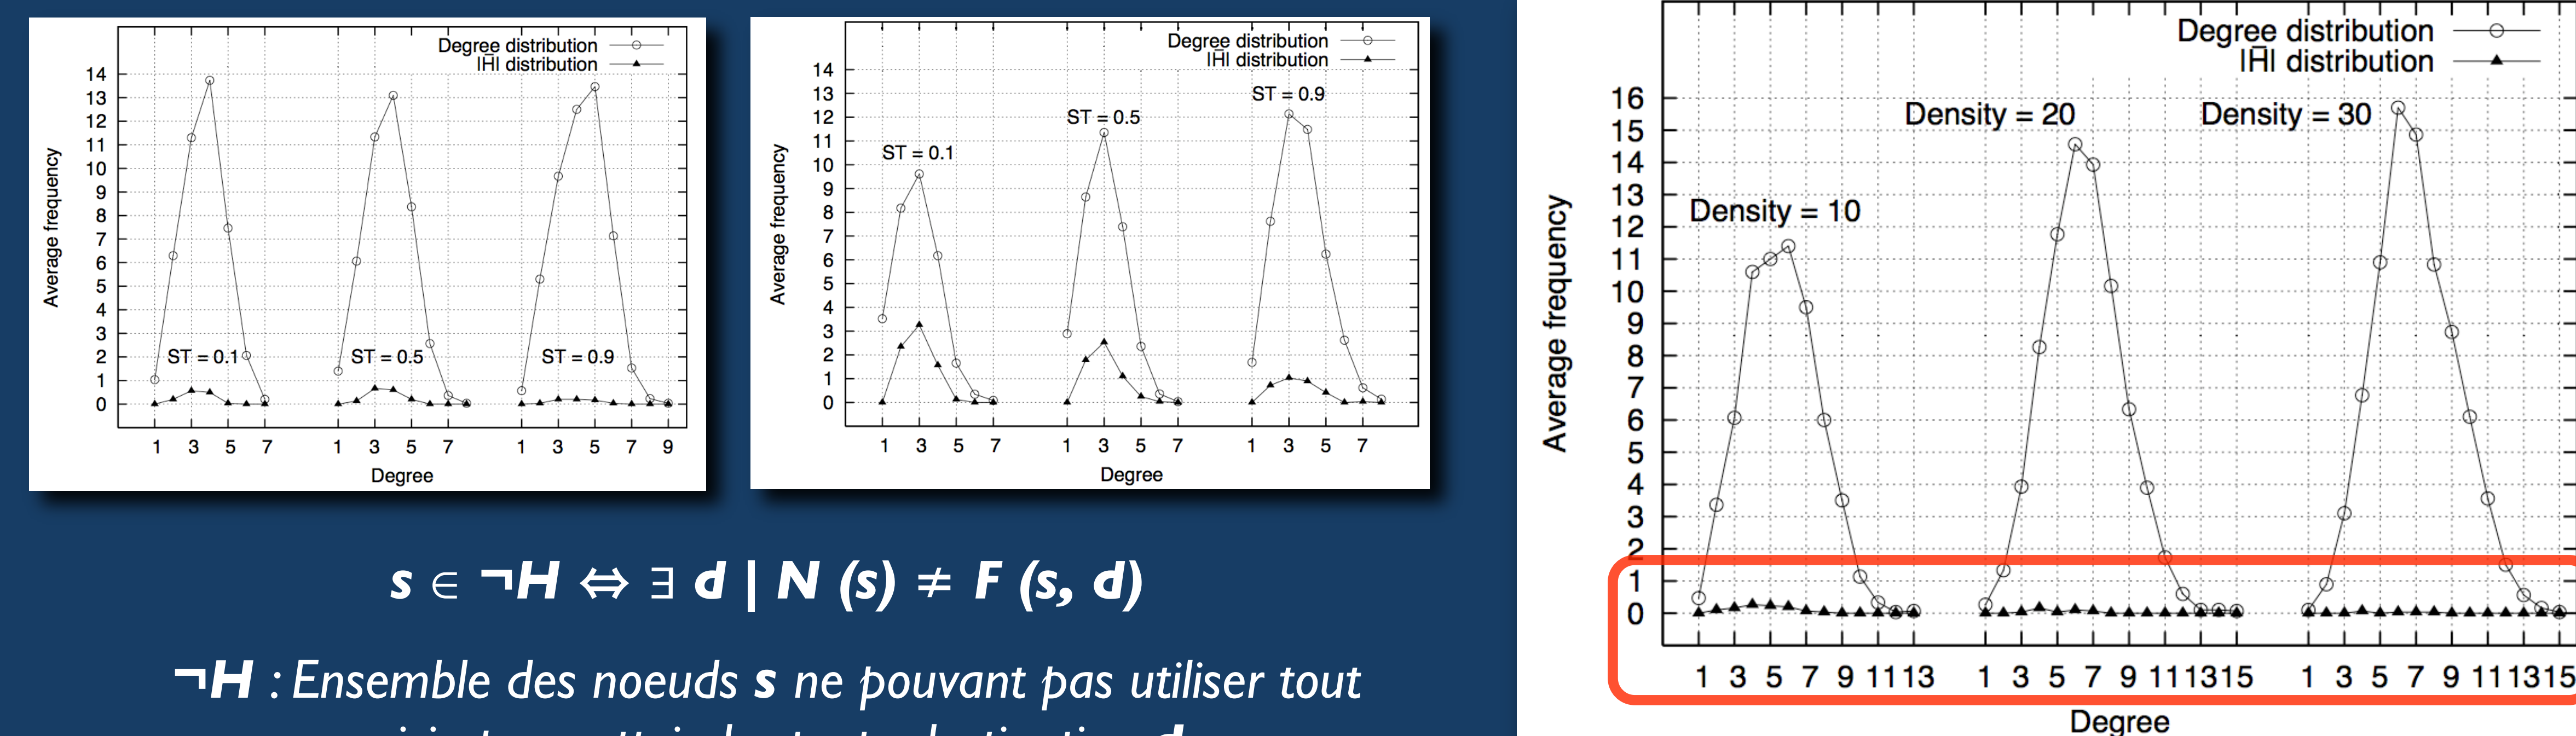 Degree distribution
|H̄| distribution
14
13
12
11
10
9
8
7
6
5
4
3
2
1
0
Average frequency
ST = 0.1
ST = 0.5
ST = 0.9
1 3 5 7 1 3 5 7 1 3 5 7 9
Degree
Degree distribution
|H̄| distribution
14
13
12
11
10
9
8
7
6
5
4
3
2
1
0
Average frequency
ST = 0.1
ST = 0.5
ST = 0.9
1 3 5 7 1 3 5 7 1 3 5 7
Degree
s ∈ ¬H ⇔ ∃ d | N (s) ≠ F (s, d)
¬H : Ensemble des noeuds s ne pouvant pas utiliser tout
Degree distribution
|H̄| distribution
16
15
14
13
12
11
10
9
8
7
6
5
4
3
2
1
0
Average frequency
Density = 10
Density = 20
Density = 30
1 3 5 7 9 11 13 1 3 5 7 9 11 13 15 1 3 5 7 9 11 13 15
Degree